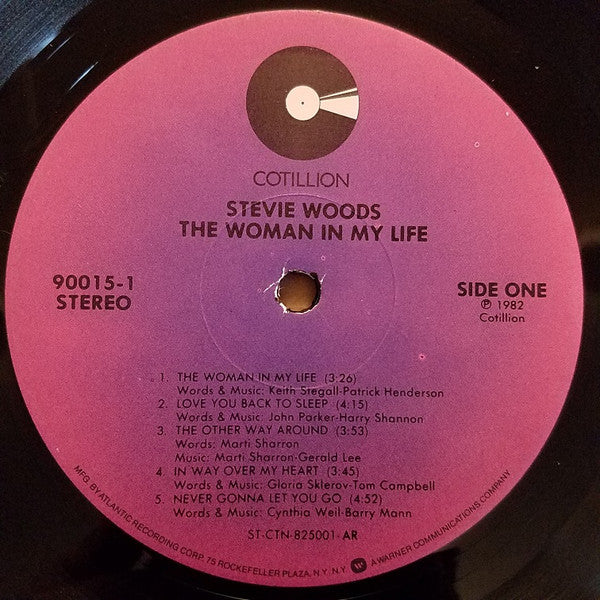 COTILLION
STEVIE WOODS
THE WOMAN IN MY LIFE
90015-1
STEREO
SIDE ONE
℗ 1982
Cotillion
1. THE WOMAN IN MY LIFE (3:26)
Words & Music: Keith Stegall-Patrick Henderson
2. LOVE YOU BACK TO SLEEP (4:15)
Words & Music: John Parker-Harry Shannon
3. THE OTHER WAY AROUND (3:53)
Words: Marti Sharron
Music: Marti Sharron-Gerald Lee
4. IN WAY OVER MY HEART (3:45)
Words & Music: Gloria Sklerov-Tom Campbell
5. NEVER GONNA LET YOU GO (4:52)
Words & Music: Cynthia Weil-Barry Mann
ST-CTN-825001-AR
MFG. BY ATLANTIC RECORDING CORP. 75 ROCKEFELLER PLAZA, N.Y. N.Y. A WARNER COMMUNICATIONS COMPANY